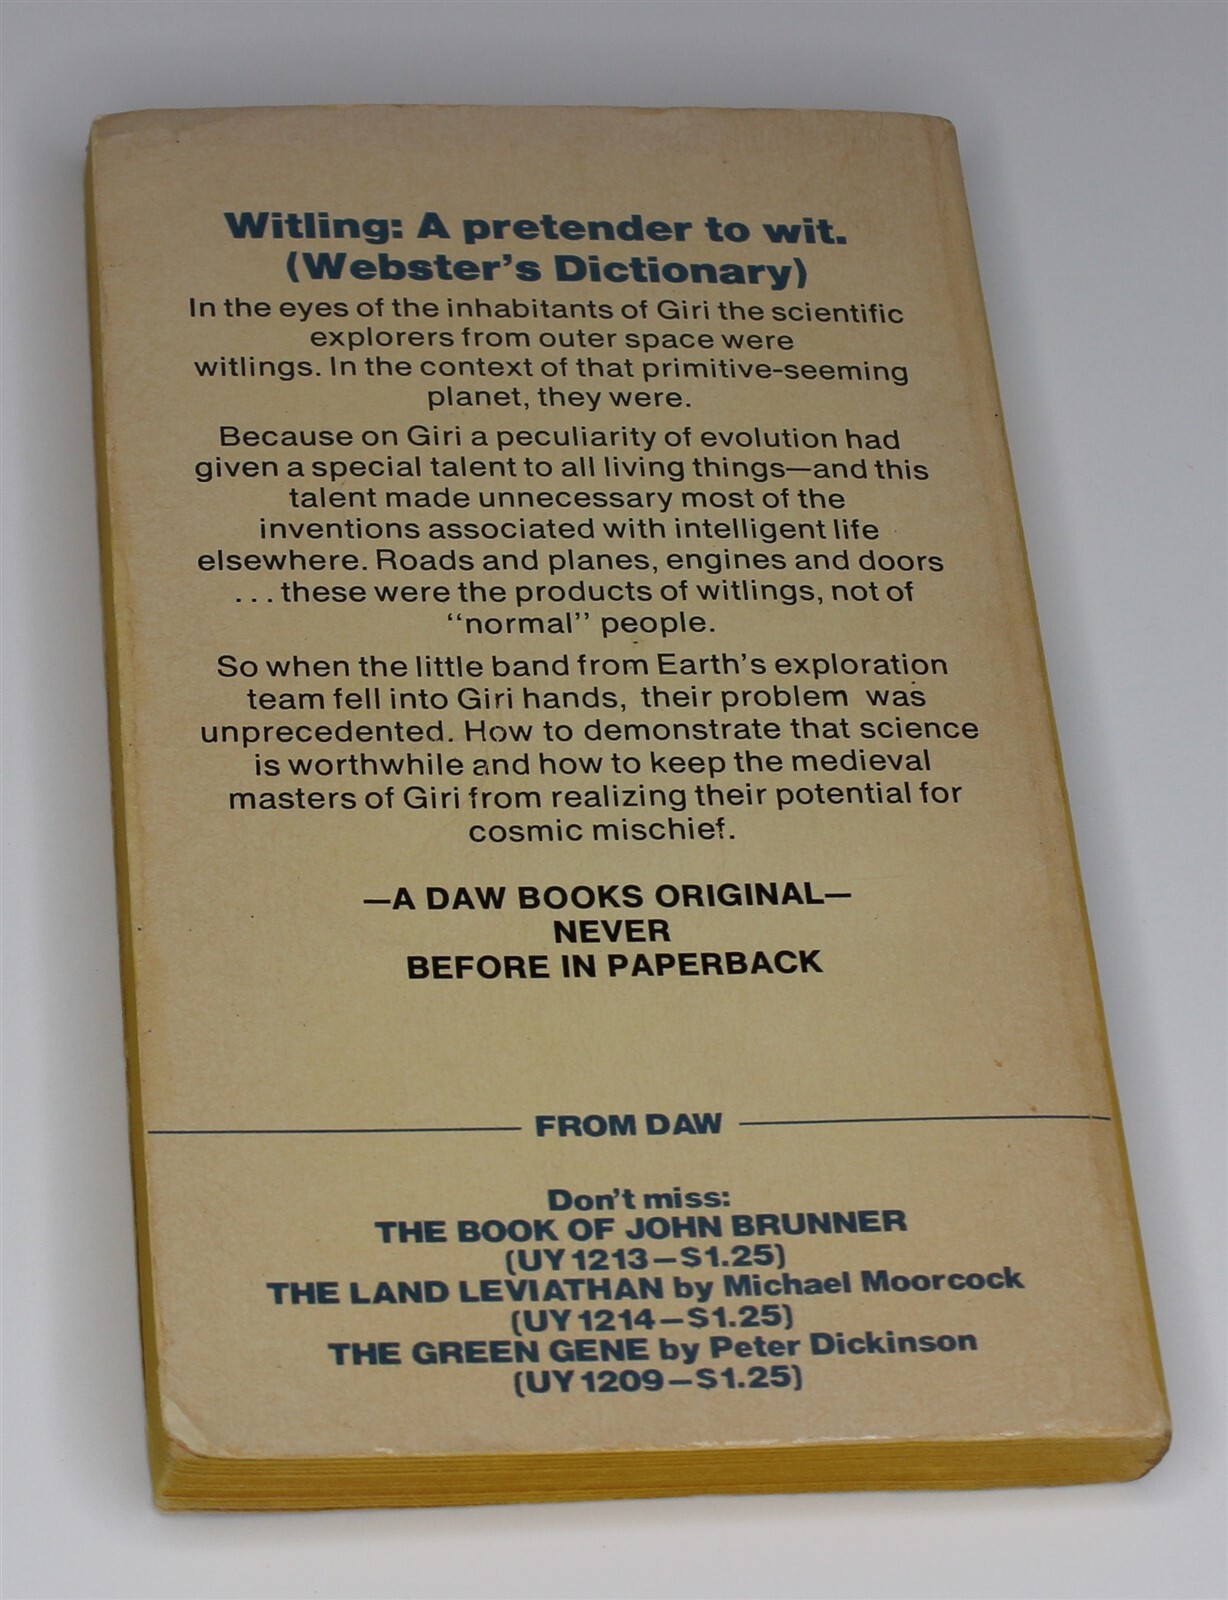 Witling: A pretender to wit.
(Webster's Dictionary)
In the eyes of the inhabitants of Giri the scientific
explorers from outer space were
witlings. In the context of that primitive-seeming
planet, they were.
Because on Giri a peculiarity of evolution had
given a special talent to all living things—and this
talent made unnecessary most of the
inventions associated with intelligent life
elsewhere. Roads and planes, engines and doors
...these were the products of witlings, not of
“normal” people.
So when the little band from Earth's exploration
team fell into Giri hands, their problem was
unprecedented. How to demonstrate that science
is worthwhile and how to keep the medieval
masters of Giri from realizing their potential for
cosmic mischief.
—A DAW BOOKS ORIGINAL—
NEVER
BEFORE IN PAPERBACK
FROM DAW
Don't miss:
THE BOOK OF JOHN BRUNNER
(UY 1213—$1.25)
THE LAND LEVIATHAN by Michael Moorcock
(UY 1214—$1.25)
THE GREEN GENE by Peter Dickinson
(UY 1209—$1.25)